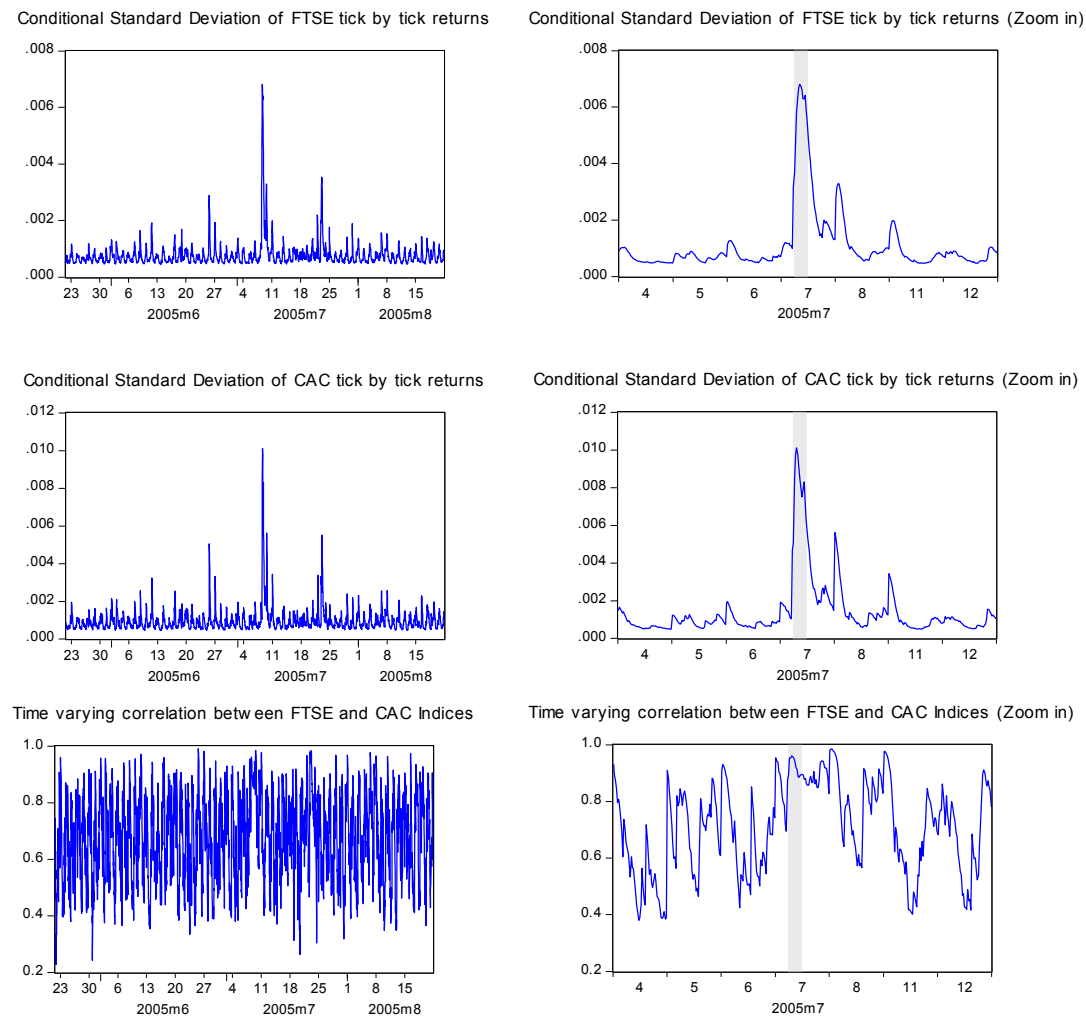 Conditional Standard Deviation of FTSE tick by tick returns
.008
.006
.004
.002
.000
23 30 6 13 20 27 4 11 18 25 1 8 15
2005m6 2005m7 2005m8
Conditional Standard Deviation of FTSE tick by tick returns (Zoom in)
.008
.006
.004
.002
.000
4 5 6 7 8 11 12
2005m7
Conditional Standard Deviation of CAC tick by tick returns
.012
.010
.008
.006
.004
.002
.000
23 30 6 13 20 27 4 11 18 25 1 8 15
2005m6 2005m7 2005m8
Conditional Standard Deviation of CAC tick by tick returns (Zoom in)
.012
.010
.008
.006
.004
.002
.000
4 5 6 7 8 11 12
2005m7
Time varying correlation between FTSE and CAC Indices
1.0
0.8
0.6
0.4
0.2
23 30 6 13 20 27 4 11 18 25 1 8 15
2005m6 2005m7 2005m8
Time varying correlation between FTSE and CAC Indices (Zoom in)
1.0
0.8
0.6
0.4
0.2
4 5 6 7 8 11 12
2005m7